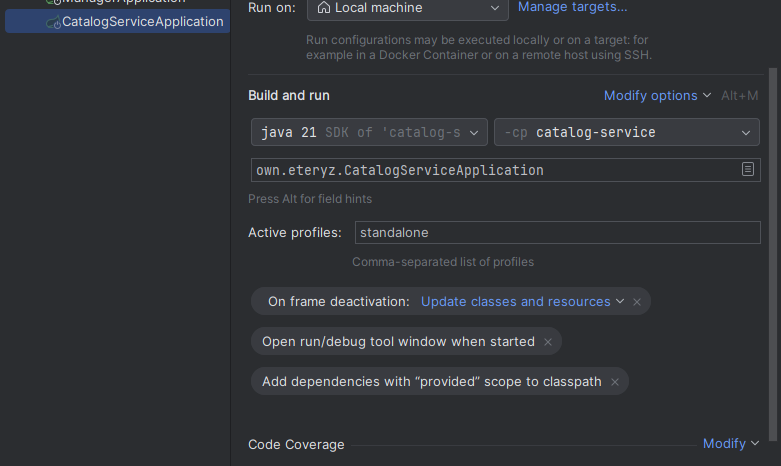 ManagerApplication
CatalogServiceApplication
Run on: Local machine Manage targets...
Run configurations may be executed locally or on a target: for
example in a Docker Container or on a remote host using SSH.
Build and run Modify options Alt+M
java 21 SDK of 'catalog-s -cp catalog-service
own.eteryz.CatalogServiceApplication
Press Alt for field hints
Active profiles: standalone
Comma-separated list of profiles
On frame deactivation: Update classes and resources
Open run/debug tool window when started
Add dependencies with “provided” scope to classpath
Code Coverage Modify